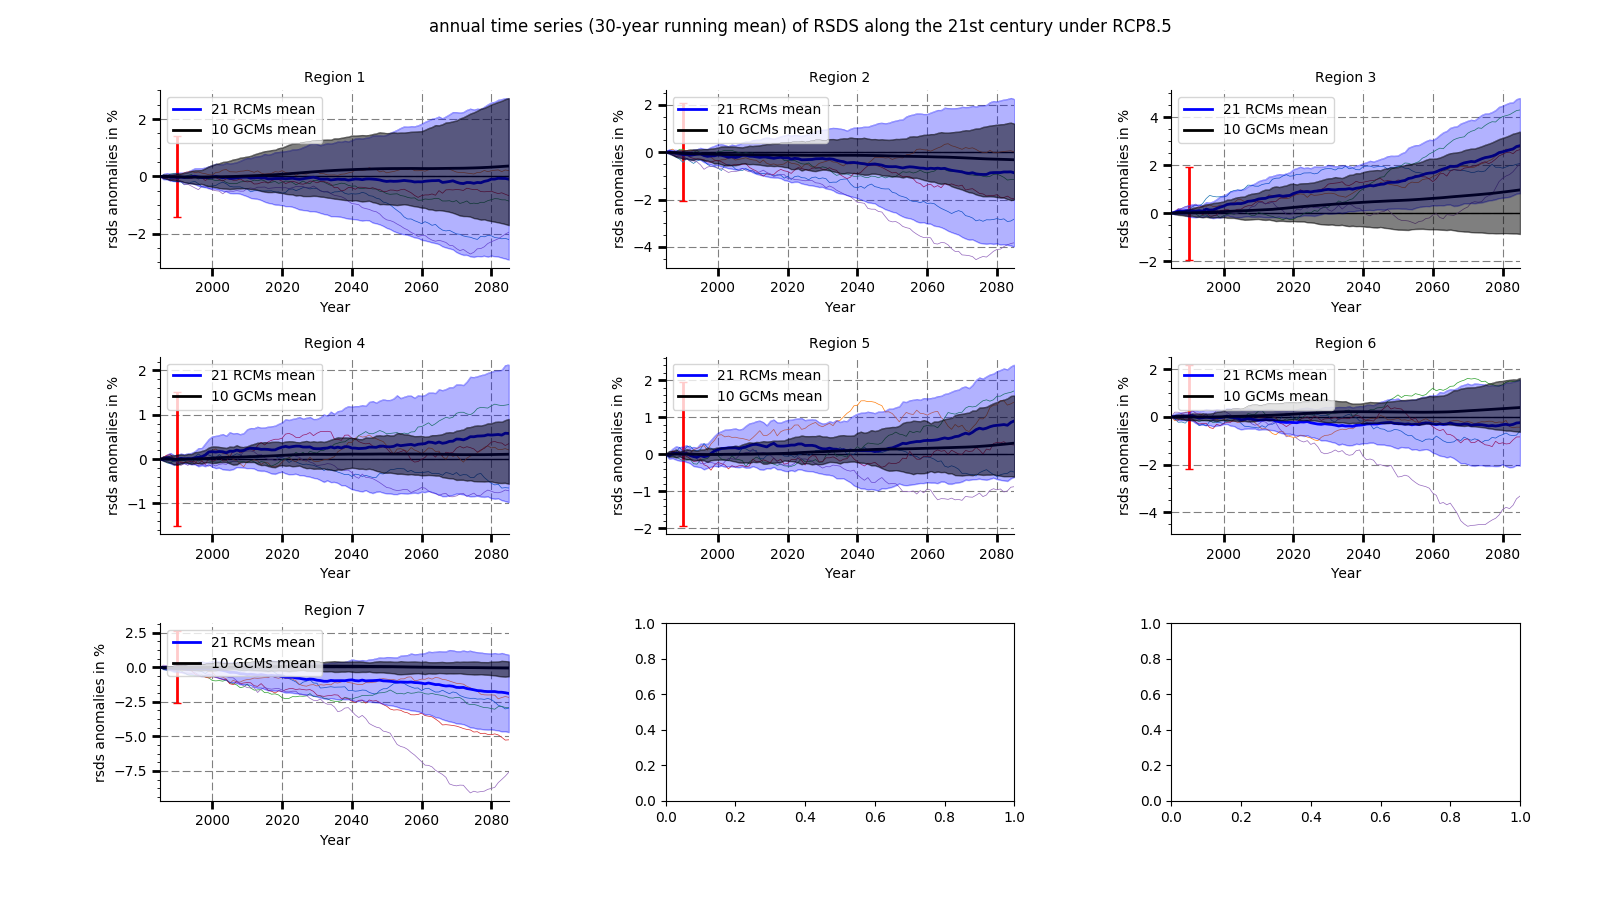 annual time series (30-year running mean) of RSDS along the 21st century under RCP8.5
Region 1
rsds anomalies in %
2
0
−2
21 RCMs mean
10 GCMs mean
2000 2020 2040 2060 2080
Year
Region 2
rsds anomalies in %
2
0
−2
−4
21 RCMs mean
10 GCMs mean
2000 2020 2040 2060 2080
Year
Region 3
rsds anomalies in %
4
2
0
−2
21 RCMs mean
10 GCMs mean
2000 2020 2040 2060 2080
Year
Region 4
rsds anomalies in %
2
1
0
−1
21 RCMs mean
10 GCMs mean
2000 2020 2040 2060 2080
Year
Region 5
rsds anomalies in %
2
1
0
−1
−2
21 RCMs mean
10 GCMs mean
2000 2020 2040 2060 2080
Year
Region 6
rsds anomalies in %
2
0
−2
−4
21 RCMs mean
10 GCMs mean
2000 2020 2040 2060 2080
Year
Region 7
rsds anomalies in %
2.5
0.0
−2.5
−5.0
−7.5
21 RCMs mean
10 GCMs mean
2000 2020 2040 2060 2080
Year
1.0
0.8
0.6
0.4
0.2
0.0
0.0 0.2 0.4 0.6 0.8 1.0
1.0
0.8
0.6
0.4
0.2
0.0
0.0 0.2 0.4 0.6 0.8 1.0